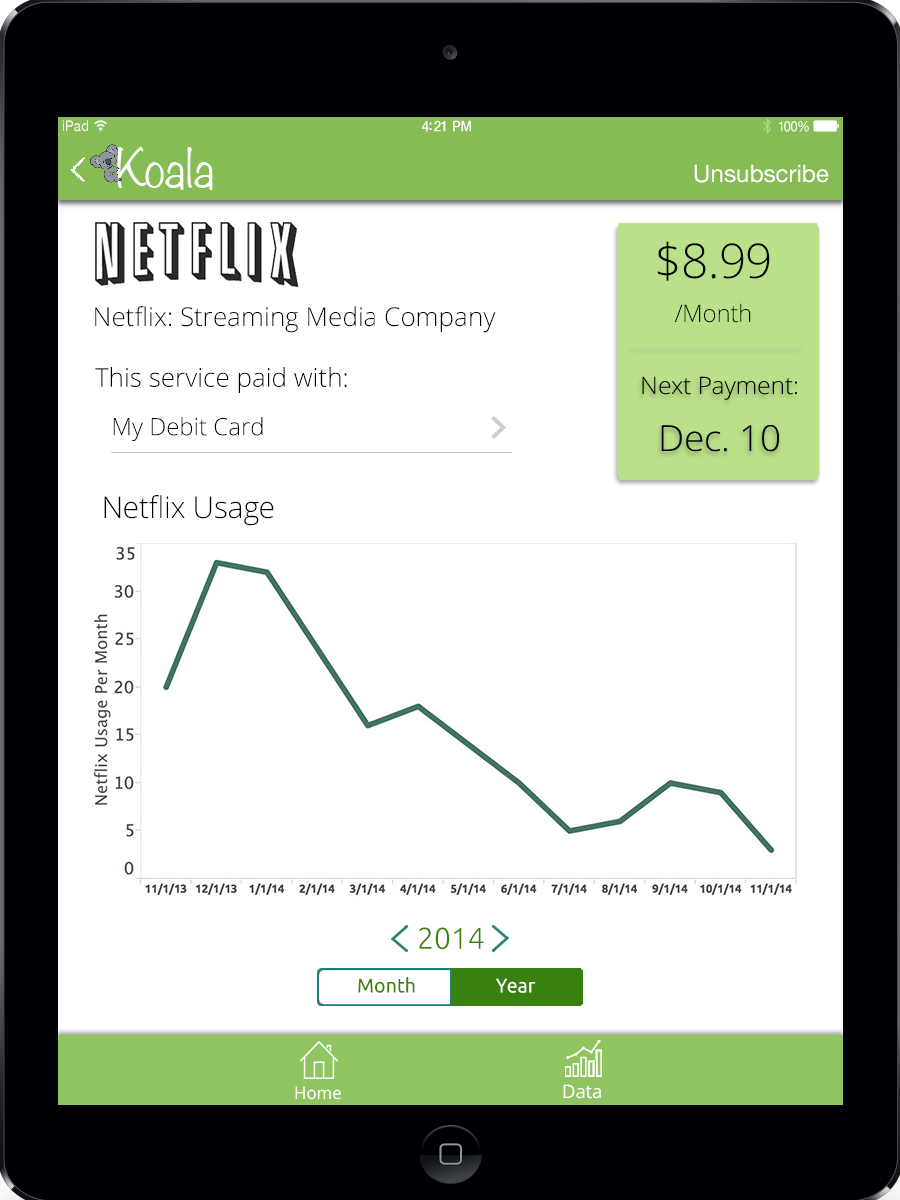 iPad 4:21 PM 100%
Koala Unsubscribe
NETFLIX
$8.99
/Month
Netflix: Streaming Media Company
This service paid with:
My Debit Card
Next Payment:
Dec. 10
Netflix Usage
Netflix Usage Per Month
35
30
25
20
15
10
5
0
11/1/13 12/1/13 1/1/14 2/1/14 3/1/14 4/1/14 5/1/14 6/1/14 7/1/14 8/1/14 9/1/14 10/1/14 11/1/14
2014
Month Year
Home Data